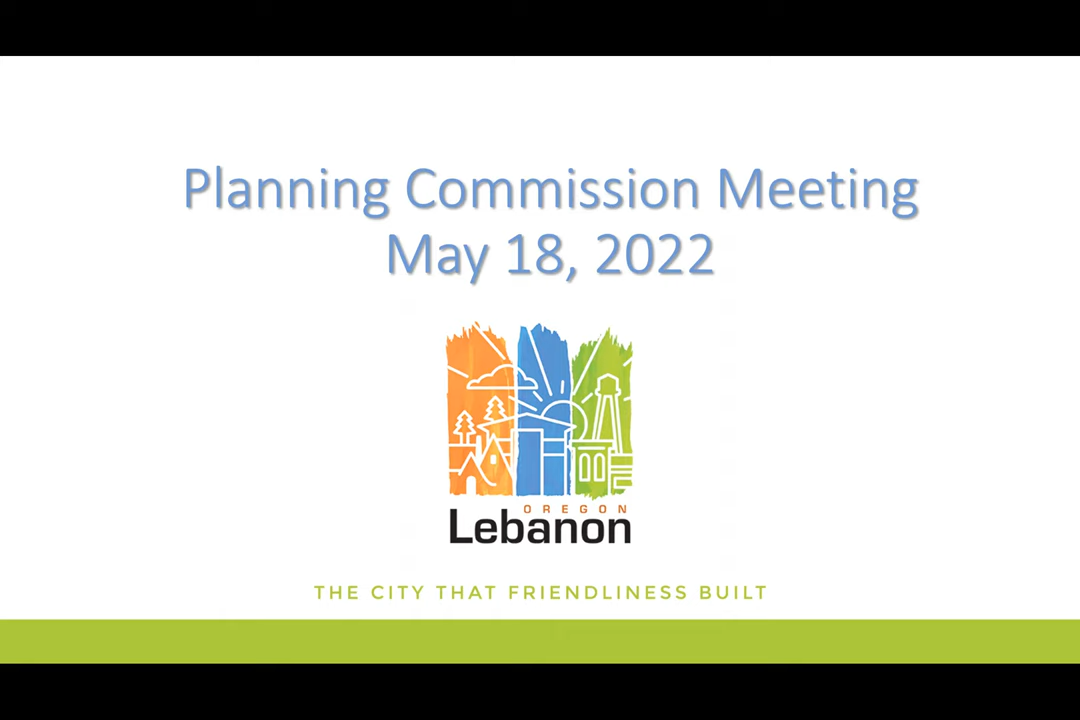 Planning Commission Meeting
May 18, 2022
OREGON
Lebanon
THE CITY THAT FRIENDLINESS BUILT